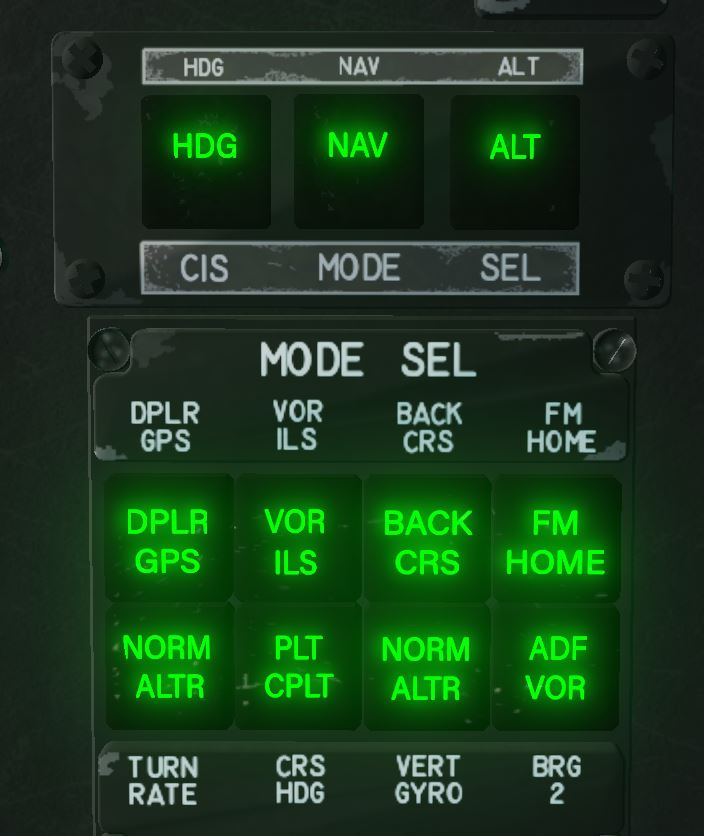 HDG NAV ALT
HDG NAV ALT
CIS MODE SEL
MODE SEL
DPLR VOR BACK FM
GPS ILS CRS HOME
DPLR VOR BACK FM
GPS ILS CRS HOME
NORM PLT NORM ADF
ALTR CPLT ALTR VOR
TURN CRS VERT BRG
RATE HDG GYRO 2